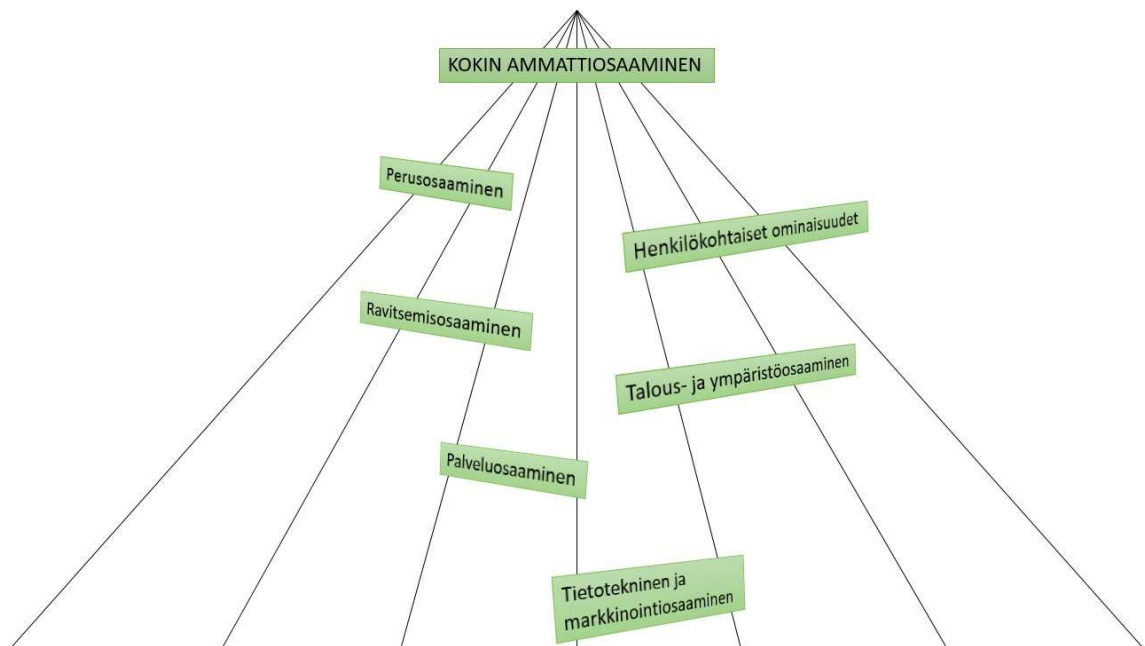 KOKIN AMMATTIOSAAMINEN
Perusosaaminen
Henkilökohtaiset ominaisuudet
Ravitsemisosaaminen
Talous- ja ympäristöosaaminen
Palveluosaaminen
Tietotekninen ja
markkinointiosaaminen